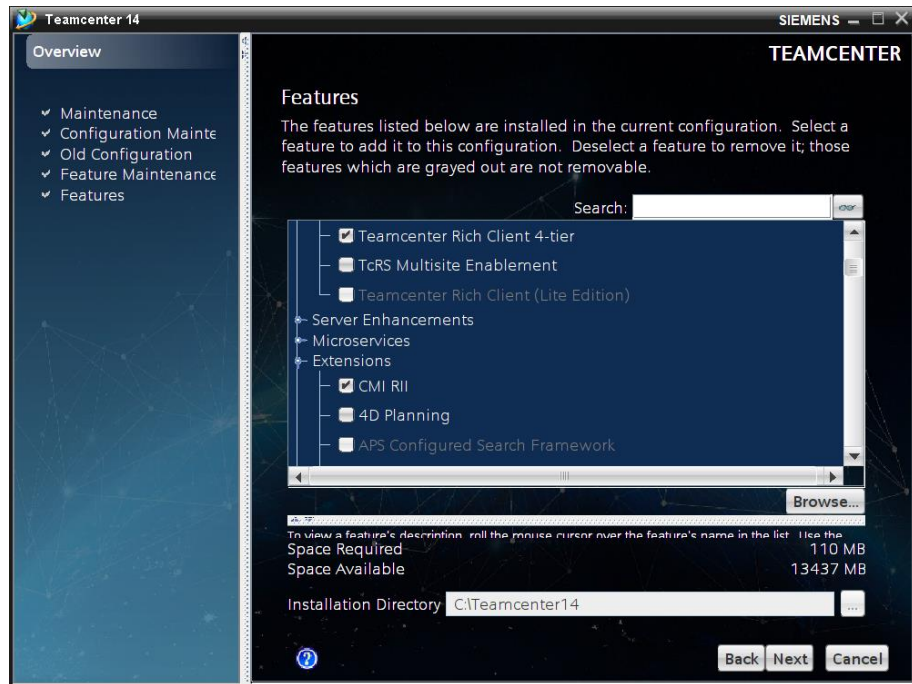 Teamcenter 14
SIEMENS
Overview
TEAMCENTER
Maintenance
Configuration Mainte
Old Configuration
Feature Maintenance
Features
Features
The features listed below are installed in the current configuration. Select a
feature to add it to this configuration. Deselect a feature to remove it; those
features which are grayed out are not removable.
Search:
Teamcenter Rich Client 4-tier
TcRS Multisite Enablement
Teamcenter Rich Client (Lite Edition)
Server Enhancements
Microservices
Extensions
CMI RII
4D Planning
APS Configured Search Framework
Browse...
To view a feature's description, roll the mouse cursor over the feature's name in the list. Use the
Space Required 110 MB
Space Available 13437 MB
Installation Directory C:\Teamcenter14 ...
? Back Next Cancel